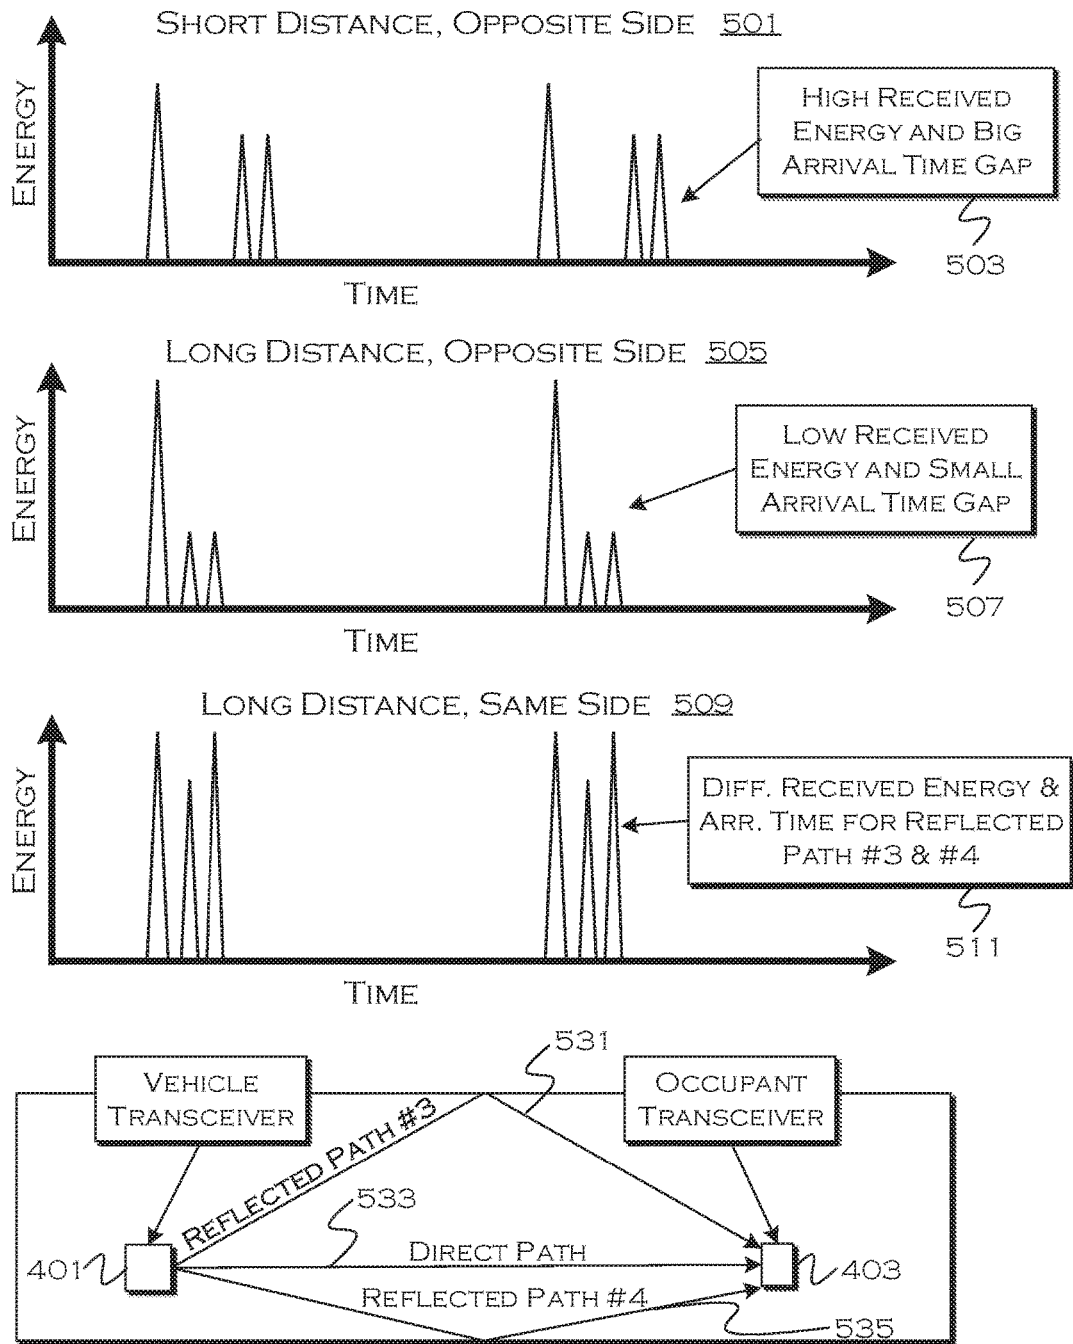 SHORT DISTANCE, OPPOSITE SIDE 501
ENERGY
HIGH RECEIVED
ENERGY AND BIG
ARRIVAL TIME GAP
503
TIME
LONG DISTANCE, OPPOSITE SIDE 505
ENERGY
LOW RECEIVED
ENERGY AND SMALL
ARRIVAL TIME GAP
507
TIME
LONG DISTANCE, SAME SIDE 509
ENERGY
DIFF. RECEIVED ENERGY &
ARR. TIME FOR REFLECTED
PATH #3 & #4
511
TIME
531
VEHICLE
TRANSCEIVER
OCCUPANT
TRANSCEIVER
REFLECTED PATH #3
533
401
DIRECT PATH
403
REFLECTED PATH #4
535